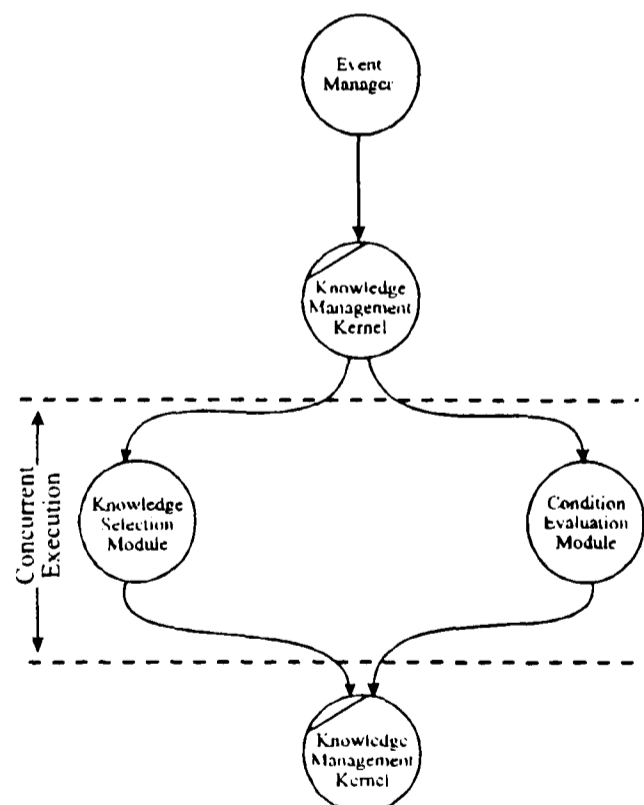 Event
Manager
Knowledge
Management
Kernel
Concurrent
Execution
Knowledge
Selection
Module
Condition
Evaluation
Module
Knowledge
Management
Kernel